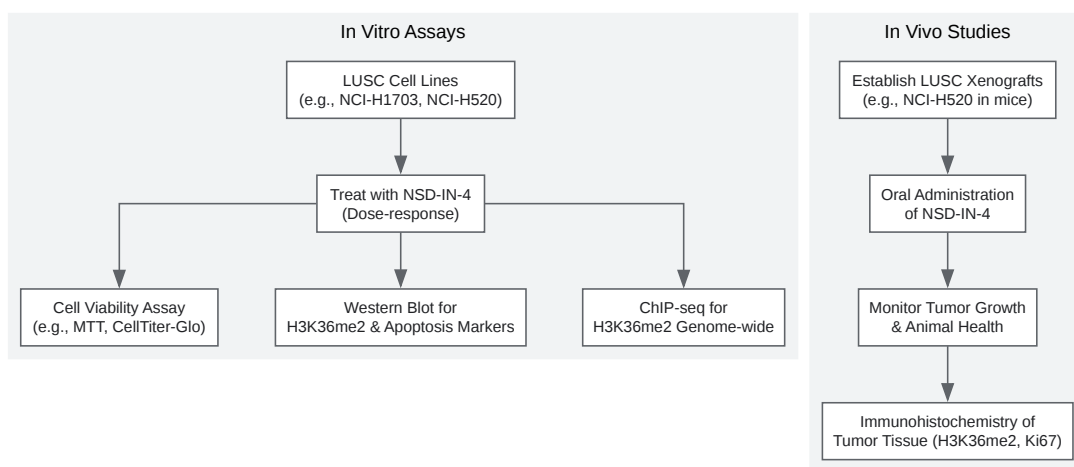 In Vitro Assays
LUSC Cell Lines
(e.g., NCI-H1703, NCI-H520)
Treat with NSD-IN-4
(Dose-response)
Cell Viability Assay
(e.g., MTT, CellTiter-Glo)
Western Blot for
H3K36me2 & Apoptosis Markers
ChIP-seq for
H3K36me2 Genome-wide
In Vivo Studies
Establish LUSC Xenografts
(e.g., NCI-H520 in mice)
Oral Administration
of NSD-IN-4
Monitor Tumor Growth
& Animal Health
Immunohistochemistry of
Tumor Tissue (H3K36me2, Ki67)